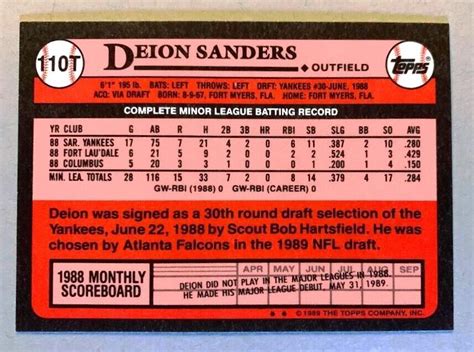 110T
DEION SANDERS
OUTFIELD
TOPPS
6'1" 195 lb. BATS: LEFT THROWS: LEFT DRFT: YANKEES #30-JUNE, 1988
ACQ: VIA DRAFT BORN: 8-9-67, FORT MYERS, FLA. HOME: FORT MYERS, FLA.
COMPLETE MINOR LEAGUE BATTING RECORD
YR CLUB G AB R H 2B 3B HR RBI SB SLG BB SO AVG
88 SAR. YANKEES 17 75 7 21 2 0 0 6 11 .387 2 10 .280
88 FORT LAU'DALE 6 21 5 9 2 0 0 2 2 .524 1 3 .429
88 COLUMBUS 5 20 3 3 1 0 0 0 1 .200 1 4 .150
MIN. LEA. TOTALS 28 116 15 33 0 17 .284
GW-RBI (1988) 0 GW-RBI (CAREER) 0
Deion was signed as a 30th round draft selection of the
Yankees, June 22, 1988 by Scout Bob Hartsfield. He was
chosen by Atlanta Falcons in the 1989 NFL draft.
1988 MONTHLY
SCOREBOARD
APR MAY JUN JUL AUG SEP
DEION DID NOT PLAY IN THE MAJOR LEAGUES IN 1988.
HE MADE HIS MAJOR LEAGUE DEBUT, MAY 31, 1989.
** ©1989 THE TOPPS COMPANY, INC.